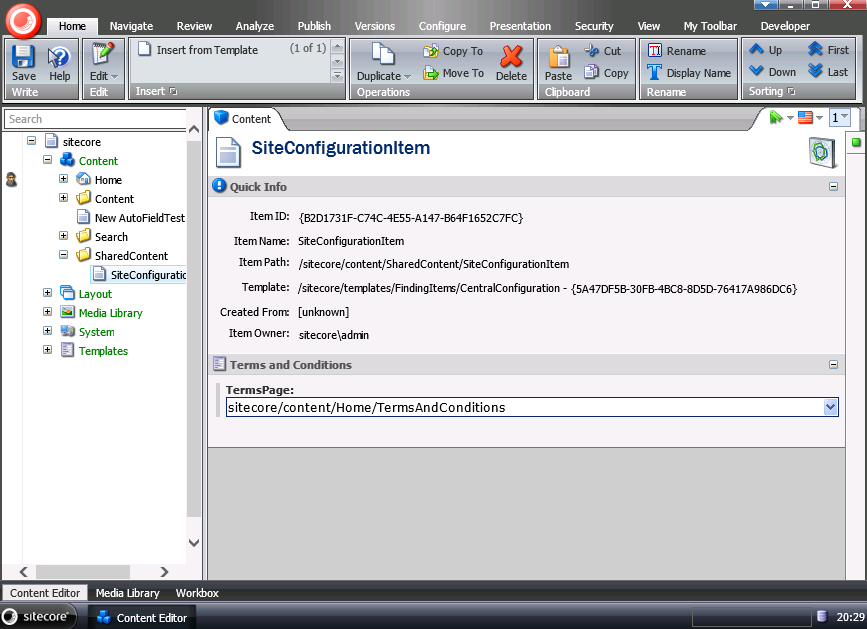 Home Navigate Review Analyze Publish Versions Configure Presentation Security View My Toolbar Developer
Save Help Edit Insert from Template (1 of 1) Duplicate Copy To Move To Delete Paste Cut Copy Rename Display Name Up Down First Last
Write Edit Insert Operations Clipboard Rename Sorting
Search
sitecore
Content
Home
Content
New AutoFieldTest
Search
SharedContent
SiteConfiguratio
Layout
Media Library
System
Templates
Content
1
SiteConfigurationItem
Quick Info
Item ID: {B2D1731F-C74C-4E55-A147-B64F1652C7FC}
Item Name: SiteConfigurationItem
Item Path: /sitecore/content/SharedContent/SiteConfigurationItem
Template: /sitecore/templates/FindingItems/CentralConfiguration - {5A47DF5B-30FB-4BC8-8D5D-76417A986DC6}
Created From: [unknown]
Item Owner: sitecore\admin
Terms and Conditions
TermsPage:
sitecore/content/Home/TermsAndConditions
Content Editor Media Library Workbox
sitecore Content Editor 20:29